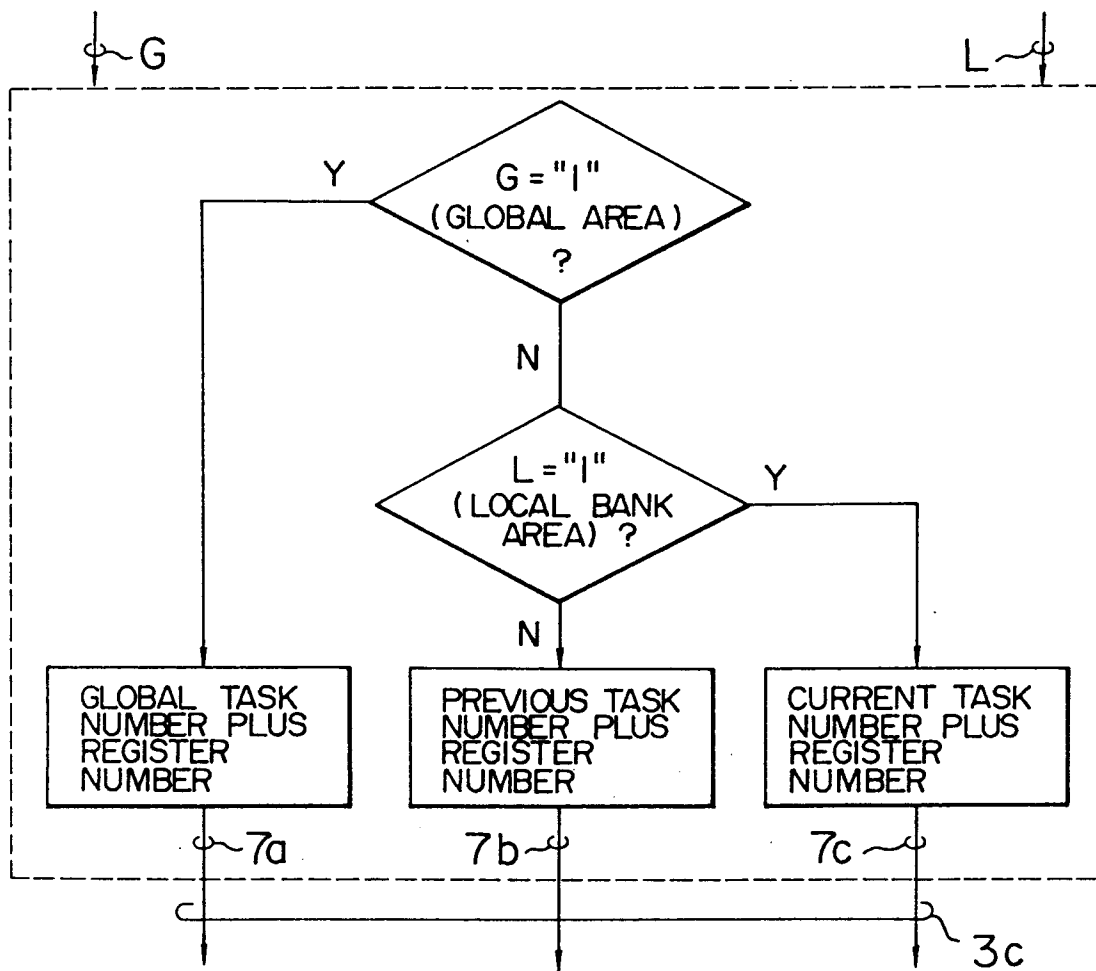 G
L
Y
G = "1"
(GLOBAL AREA)
?
N
L = "1"
(LOCAL BANK
AREA) ?
Y
N
GLOBAL TASK
NUMBER PLUS
REGISTER
NUMBER
PREVIOUS TASK
NUMBER PLUS
REGISTER
NUMBER
CURRENT TASK
NUMBER PLUS
REGISTER
NUMBER
7a
7b
7c
3c